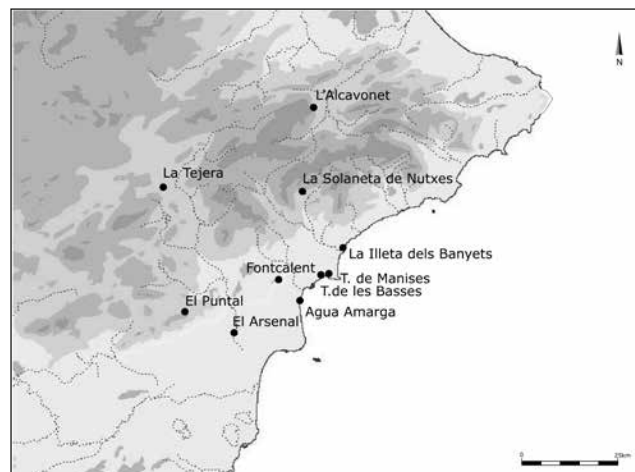 N
L'Alcavonet
La Tejera
La Solaneta de Nutxes
La Illeta dels Banyets
Fontcalent
T. de Manises
T.de les Basses
El Puntal
Agua Amarga
El Arsenal
0
25km